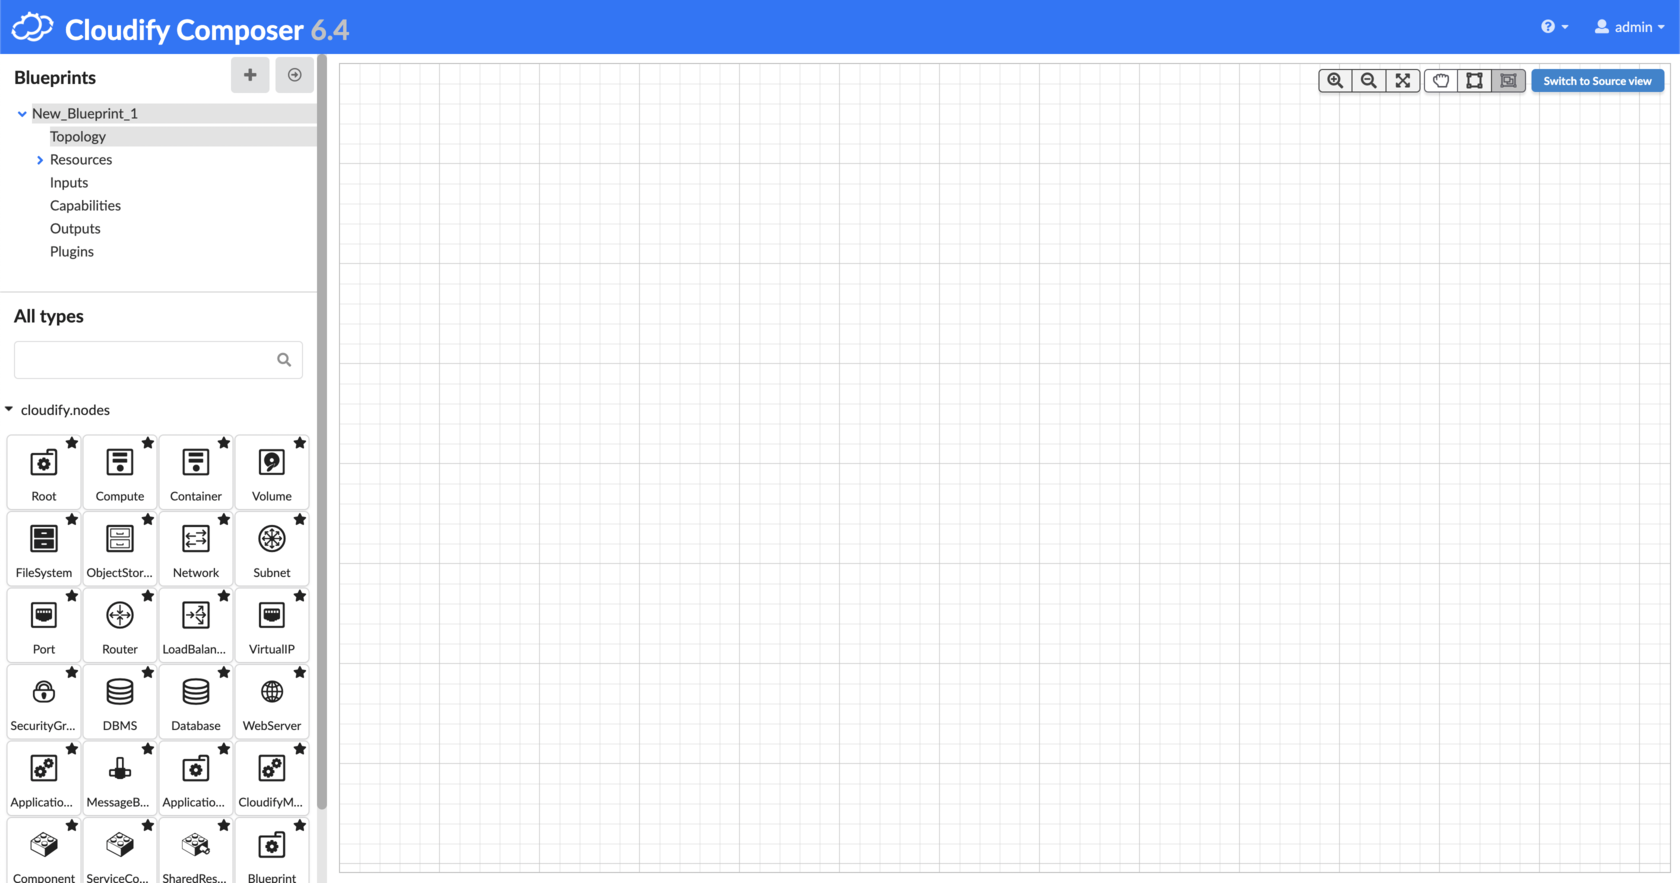 Cloudify Composer 6.4
admin
Blueprints
New_Blueprint_1
Topology
Resources
Inputs
Capabilities
Outputs
Plugins
Switch to Source view
All types
cloudify.nodes
Root
Compute
Container
Volume
FileSystem
ObjectStor...
Network
Subnet
Port
Router
LoadBalan...
VirtualIP
SecurityGr...
DBMS
Database
WebServer
Applicatio...
MessageB...
Applicatio...
CloudifyM...
Component
ServiceCo...
SharedRes...
Blueprint